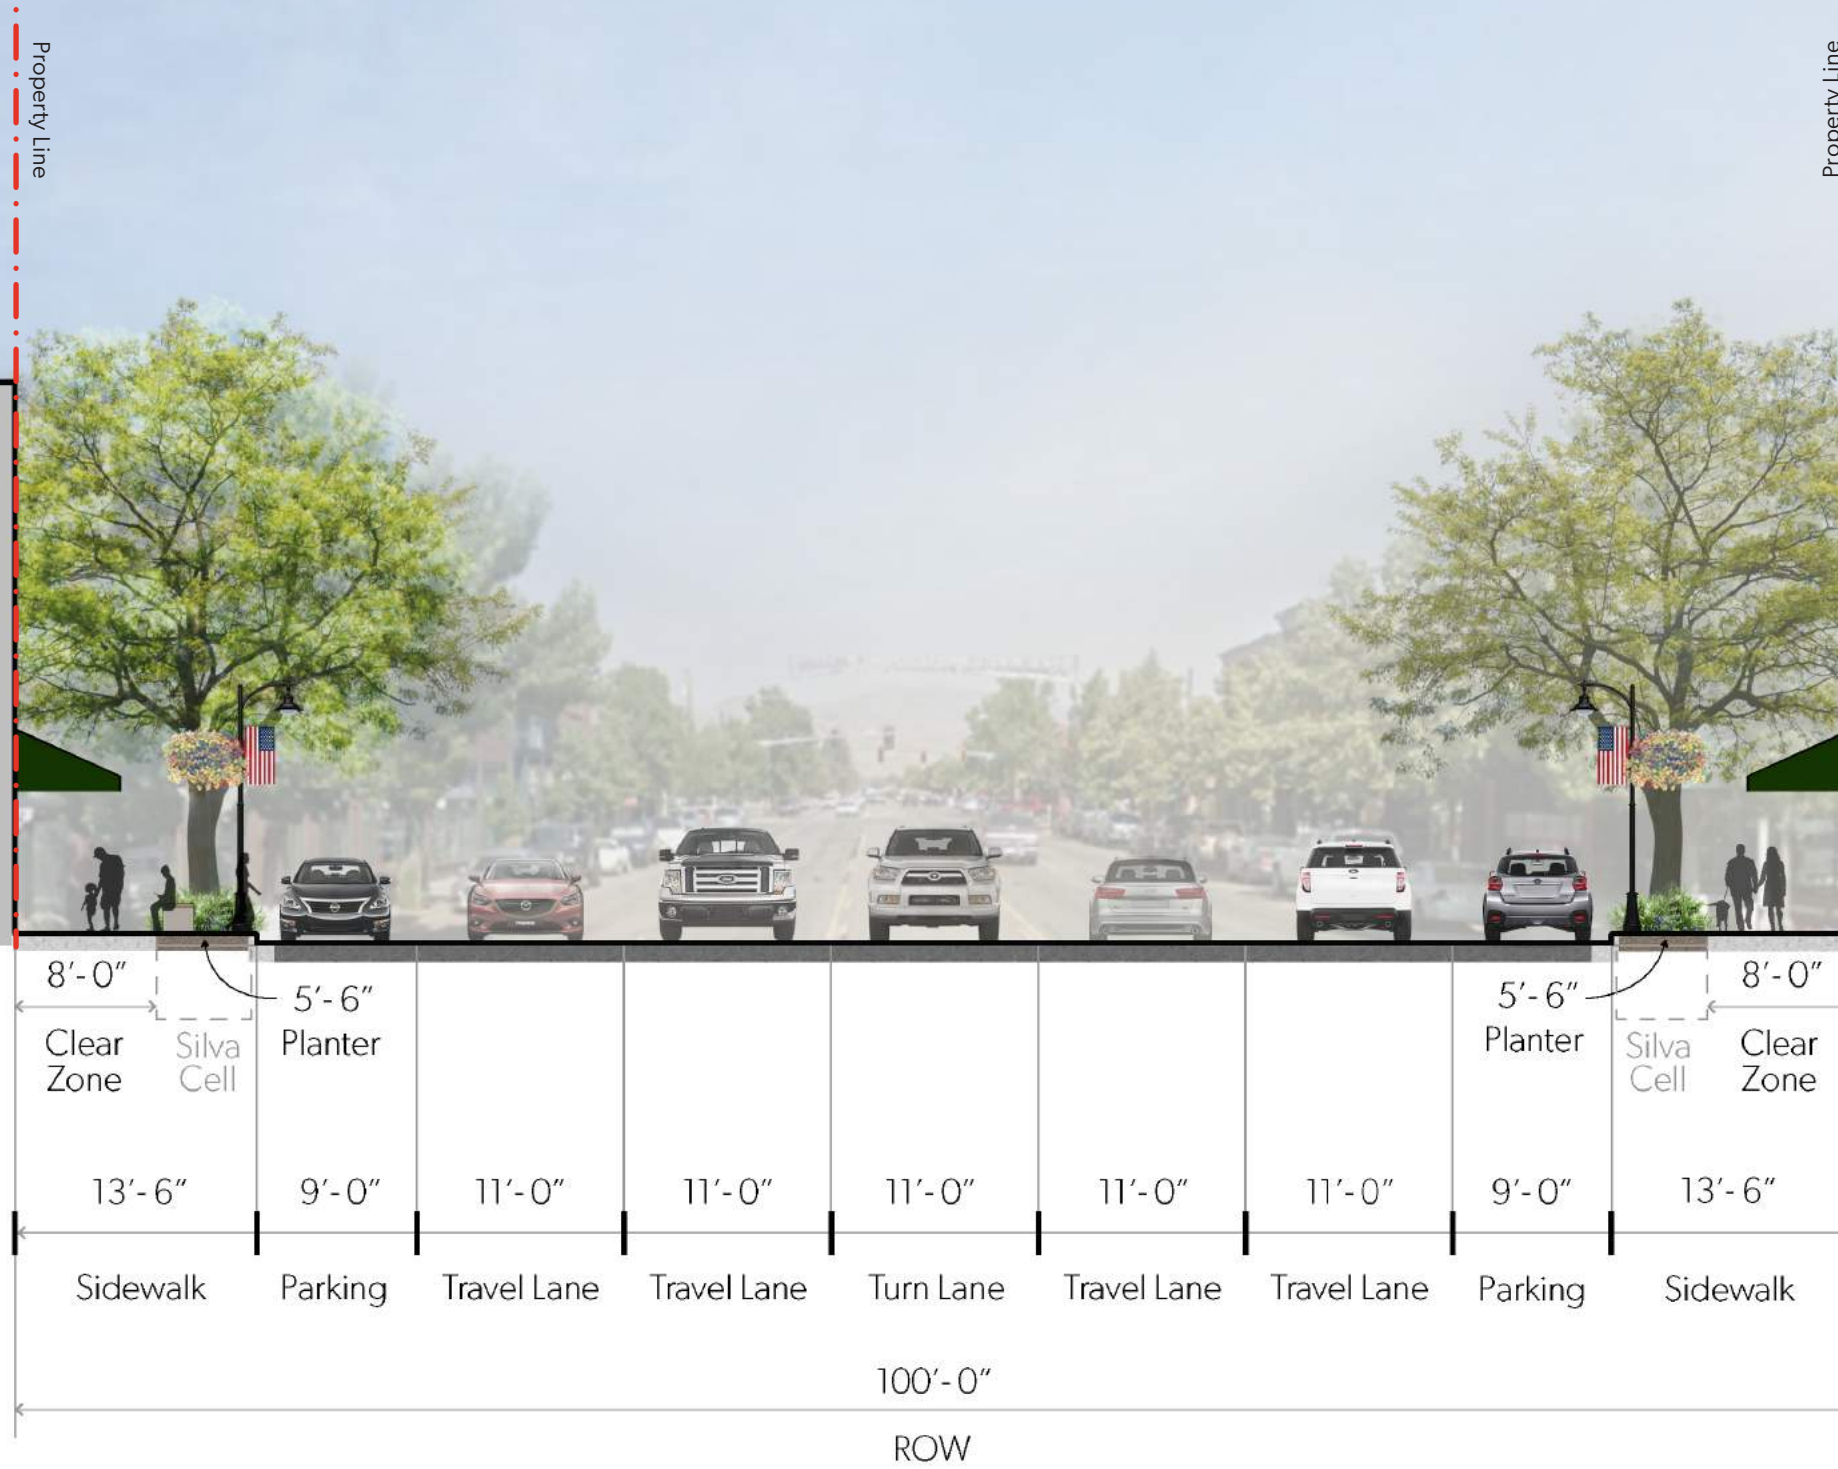 Property Line
Property Line
8'-0"
5'-6"
5'-6"
8'-0"
Clear
Zone
Silva
Cell
Planter
Planter
Silva
Cell
Clear
Zone
13'-6"
9'-0"
11'-0"
11'-0"
11'-0"
11'-0"
11'-0"
9'-0"
13'-6"
Sidewalk
Parking
Travel Lane
Travel Lane
Turn Lane
Travel Lane
Travel Lane
Parking
Sidewalk
100'-0"
ROW